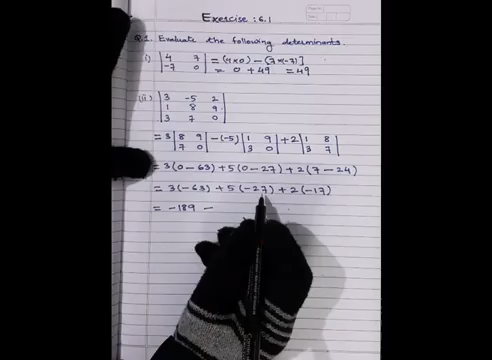 Exercise : 6.1
Q.1. Evaluate the following determinants.
i) | 4 7 | = (4×0) − [7×(-7)]
| -7 0 | = 0 + 49 = 49
(ii) | 3 -5 2 |
| 1 8 9 |
| 3 7 0 |
= 3 | 8 9 | − (-5) | 1 9 | + 2 | 1 8 |
| 7 0 | | 3 0 | | 3 7 |
= 3(0 − 63) + 5(0 − 27) + 2(7 − 24)
= 3(−63) + 5(−27) + 2(−17)
= −189 −